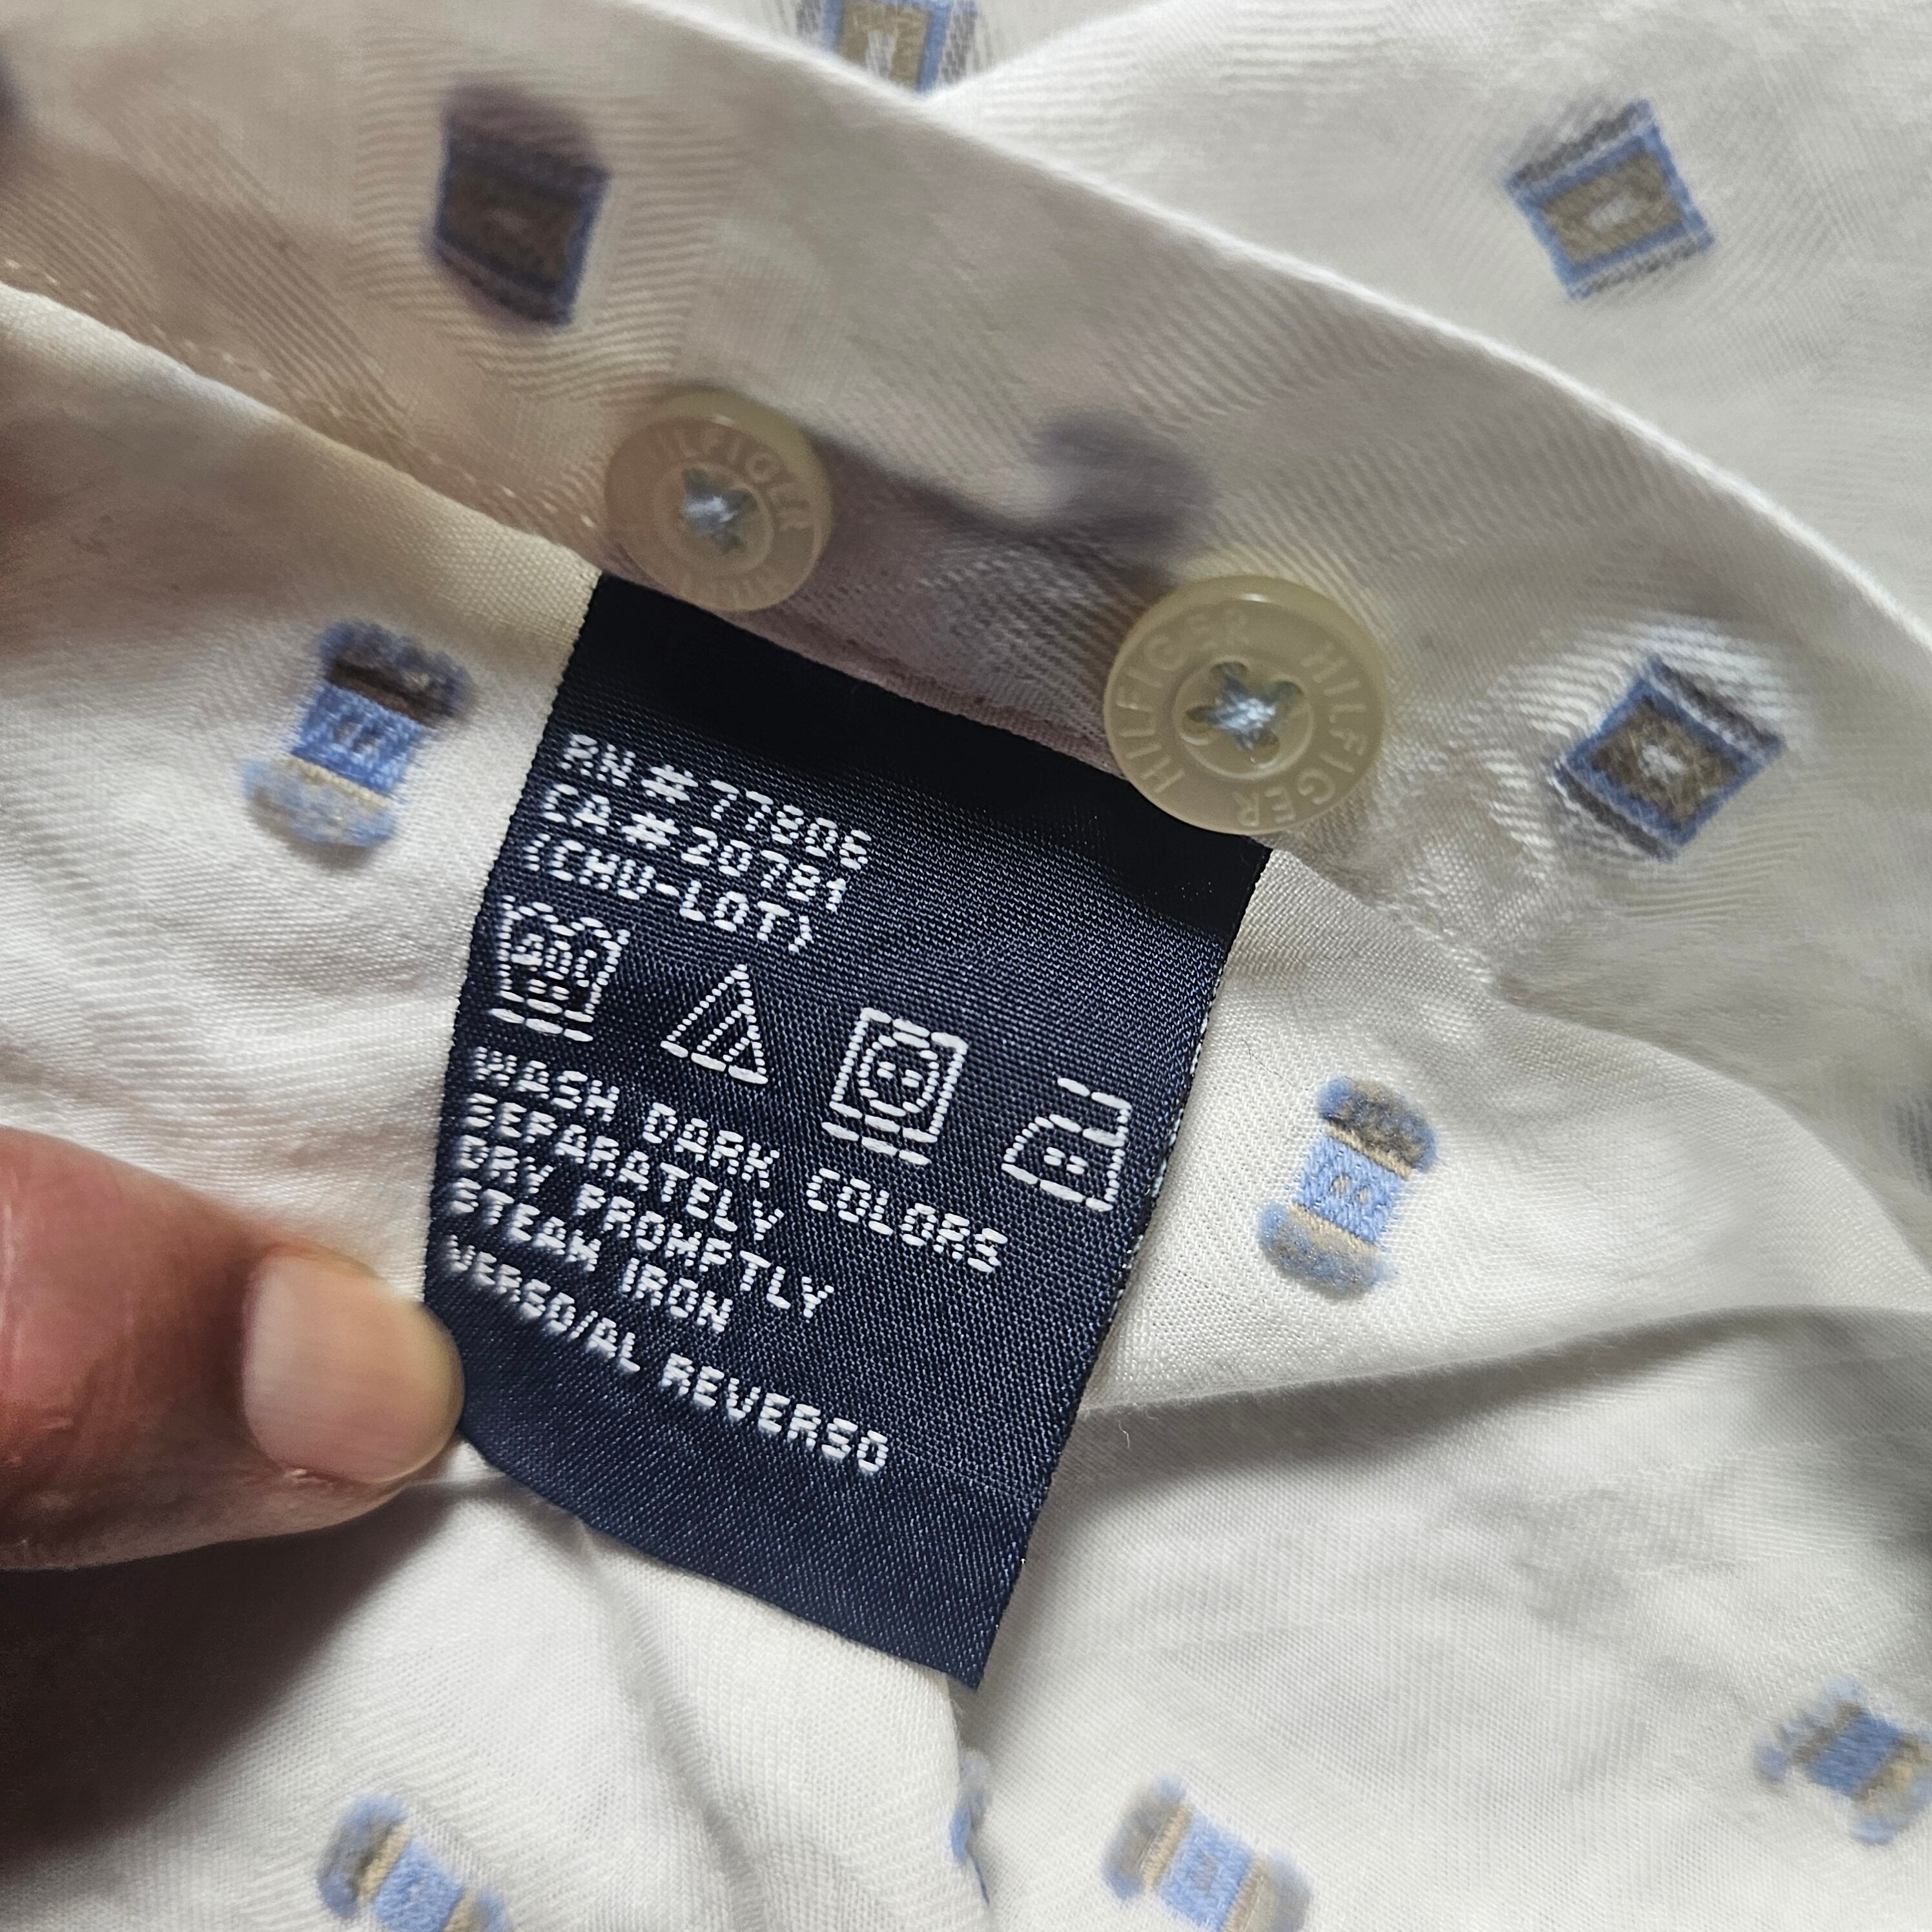 HILFIGER
HILFIGER HILFIGER
RN #77806
CA #20781
(CHU-LOT)
WASH DARK COLORS
SEPARATELY
DRY PROMPTLY
STEAM IRON
VERSO/AL REVERSO